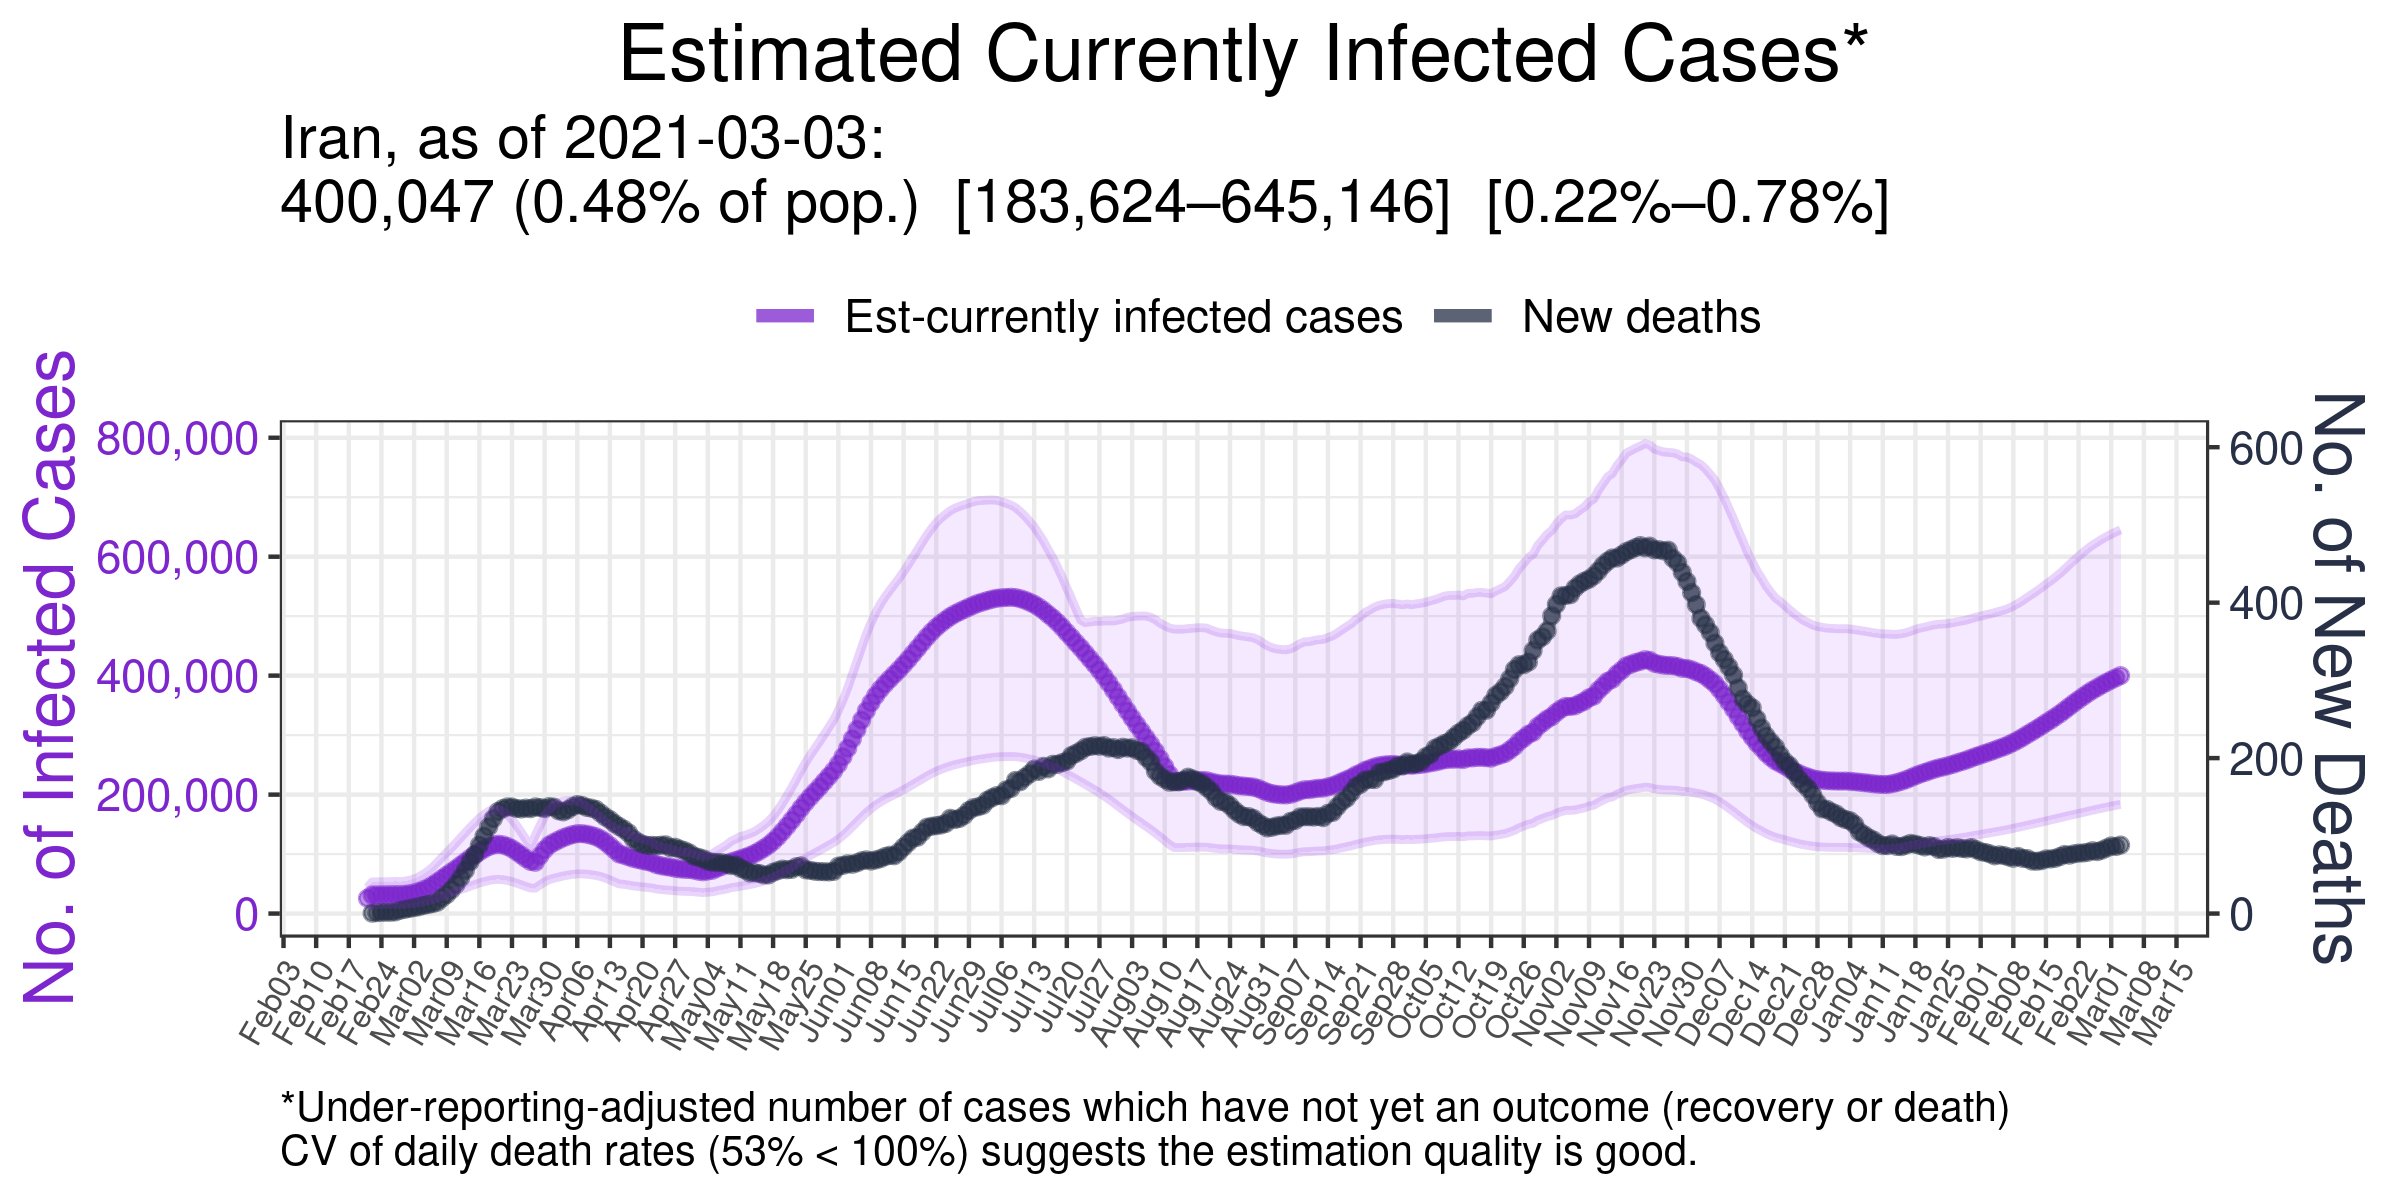 Estimated Currently Infected Cases*
Iran, as of 2021-03-03:
400,047 (0.48% of pop.)  [183,624–645,146]  [0.22%–0.78%]
Est-currently infected cases
New deaths
No. of Infected Cases
800,000
600,000
400,000
200,000
0
600
400
200
0
No. of New Deaths
Feb03
Feb10
Feb17
Feb24
Mar02
Mar09
Mar16
Mar23
Mar30
Apr06
Apr13
Apr20
Apr27
May04
May11
May18
May25
Jun01
Jun08
Jun15
Jun22
Jun29
Jul06
Jul13
Jul20
Jul27
Aug03
Aug10
Aug17
Aug24
Aug31
Sep07
Sep14
Sep21
Sep28
Oct05
Oct12
Oct19
Oct26
Nov02
Nov09
Nov16
Nov23
Nov30
Dec07
Dec14
Dec21
Dec28
Jan04
Jan11
Jan18
Jan25
Feb01
Feb08
Feb15
Feb22
Mar01
Mar08
Mar15
*Under-reporting-adjusted number of cases which have not yet an outcome (recovery or death)
CV of daily death rates (53% < 100%) suggests the estimation quality is good.